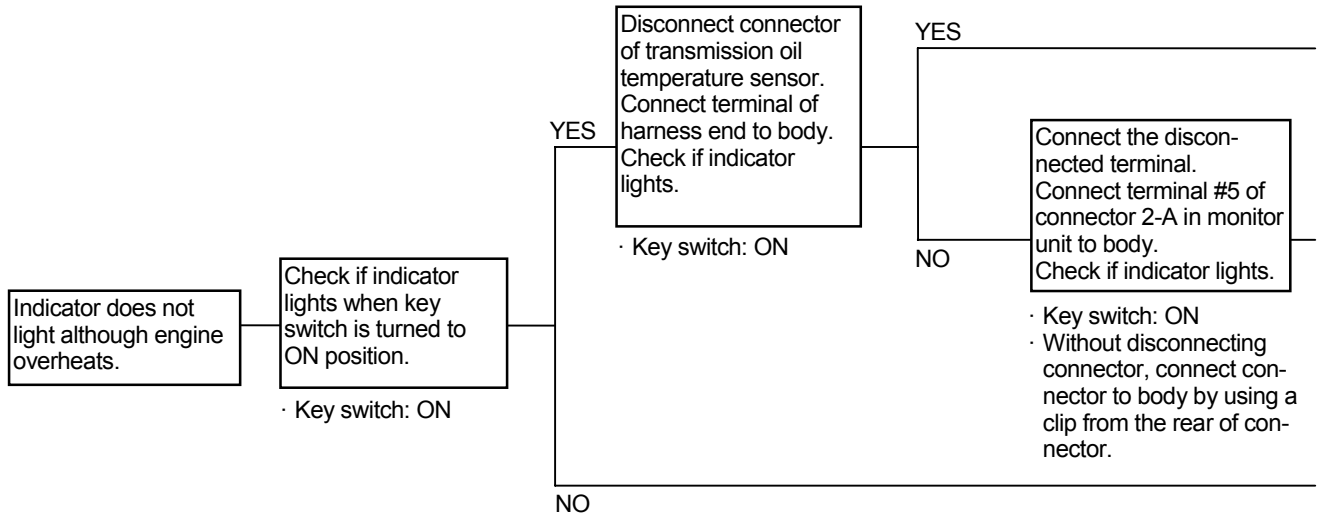 Indicator does not
light although engine
overheats.
Check if indicator
lights when key
switch is turned to
ON position.
· Key switch: ON
YES
Disconnect connector
of transmission oil
temperature sensor.
Connect terminal of
harness end to body.
Check if indicator
lights.
· Key switch: ON
YES
NO
Connect the discon-
nected terminal.
Connect terminal #5 of
connector 2-A in monitor
unit to body.
Check if indicator lights.
· Key switch: ON
· Without disconnecting
connector, connect con-
nector to body by using a
clip from the rear of con-
nector.
NO